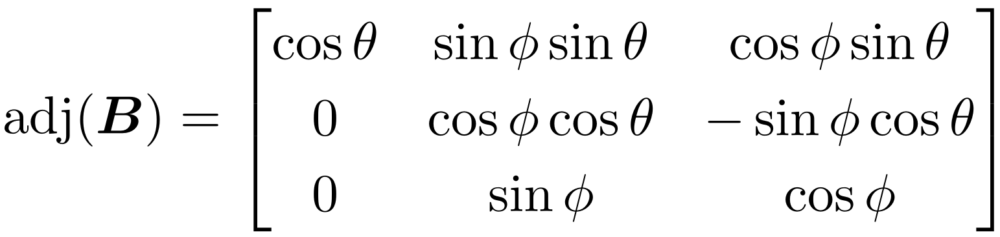 adj(B) = [ cos θ sin ϕ sin θ cos ϕ sin θ
0 cos ϕ cos θ − sin ϕ cos θ
0 sin ϕ cos ϕ ]